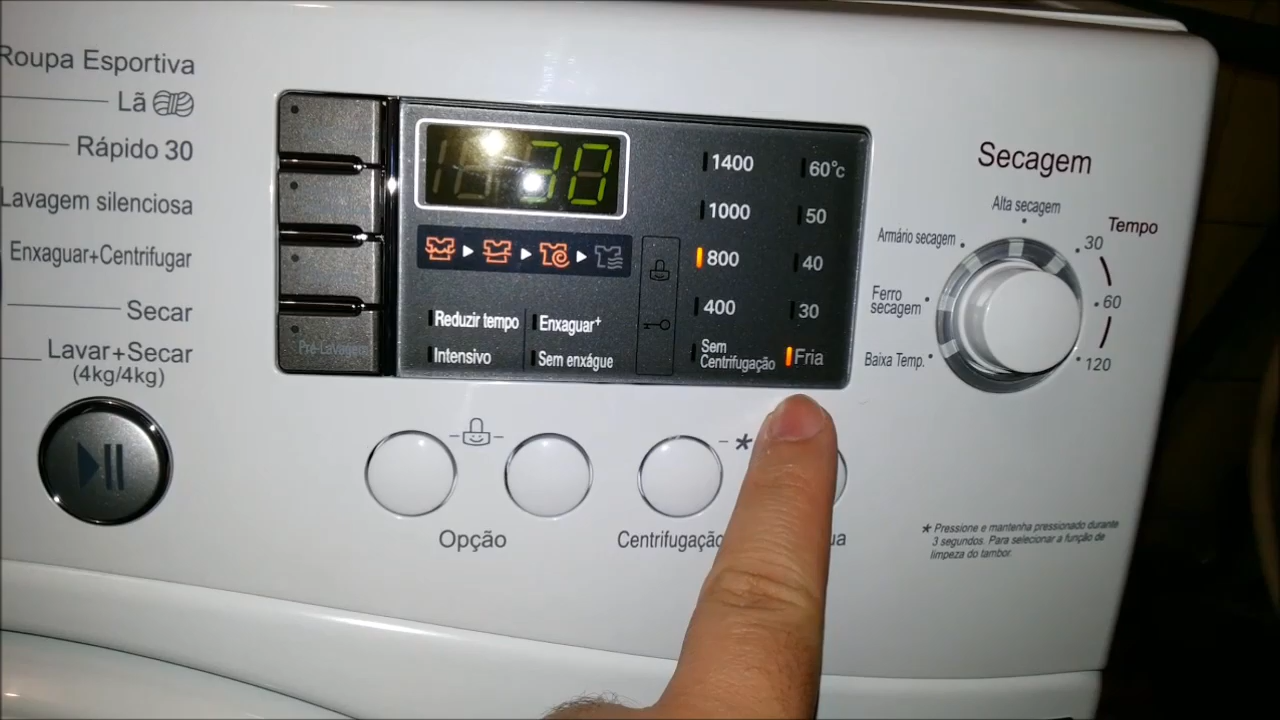 Roupa Esportiva
Lã
Rápido 30
Lavagem silenciosa
Enxaguar+Centrifugar
Secar
Lavar+Secar
(4kg/4kg)
Pré-Lavagem
30
Reduzir tempo
Intensivo
Enxaguar+
Sem enxágue
1400
1000
800
400
Sem
Centrifugação
60°c
50
40
30
Fria
Opção
Centrifugação
*
Secagem
Alta secagem
Armário secagem
Ferro
secagem
Baixa Temp.
Tempo
30
60
120
* Pressione e mantenha pressionado durante
3 segundos. Para selecionar a função de
limpeza do tambor.